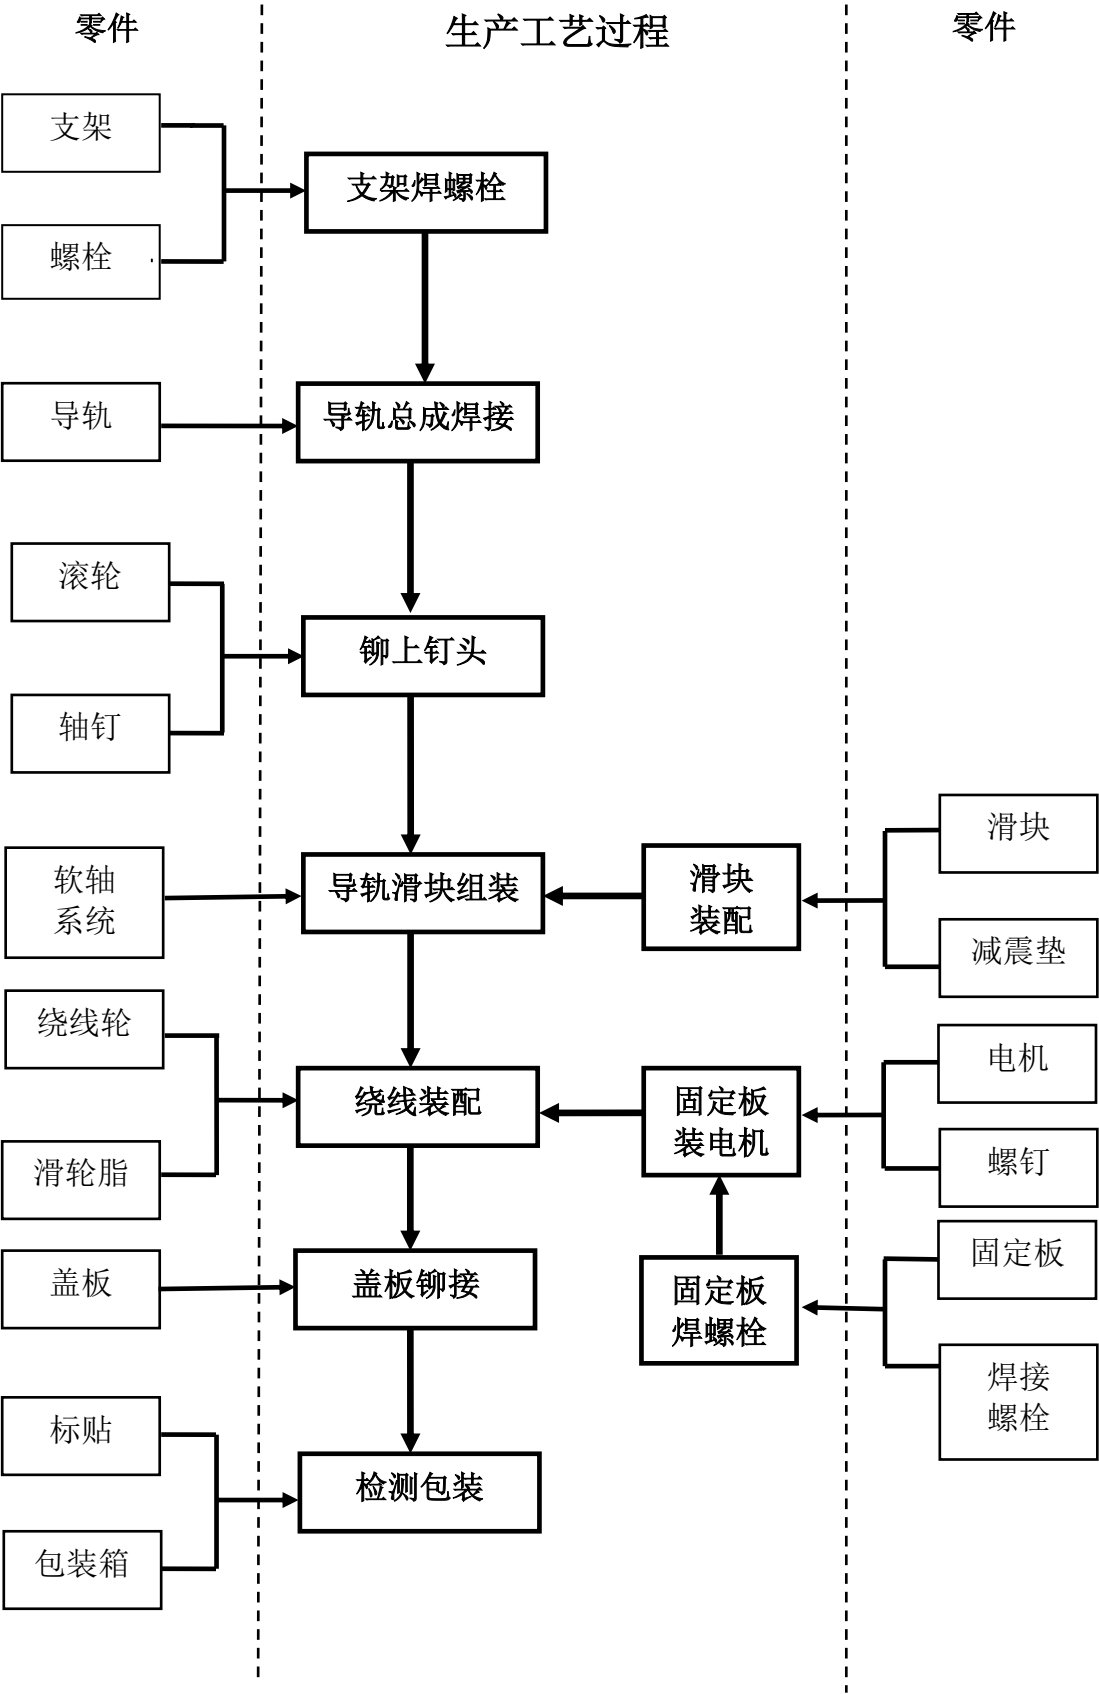 零件
生产工艺过程
零件
支架
支架焊螺栓
螺栓
导轨
导轨总成焊接
滚轮
铆上钉头
轴钉
软轴
系统
导轨滑块组装
滑块
装配
滑块
减震垫
绕线轮
绕线装配
滑轮脂
固定板
装电机
电机
螺钉
盖板
盖板铆接
固定板
焊螺栓
固定板
焊接
螺栓
标贴
检测包装
包装箱